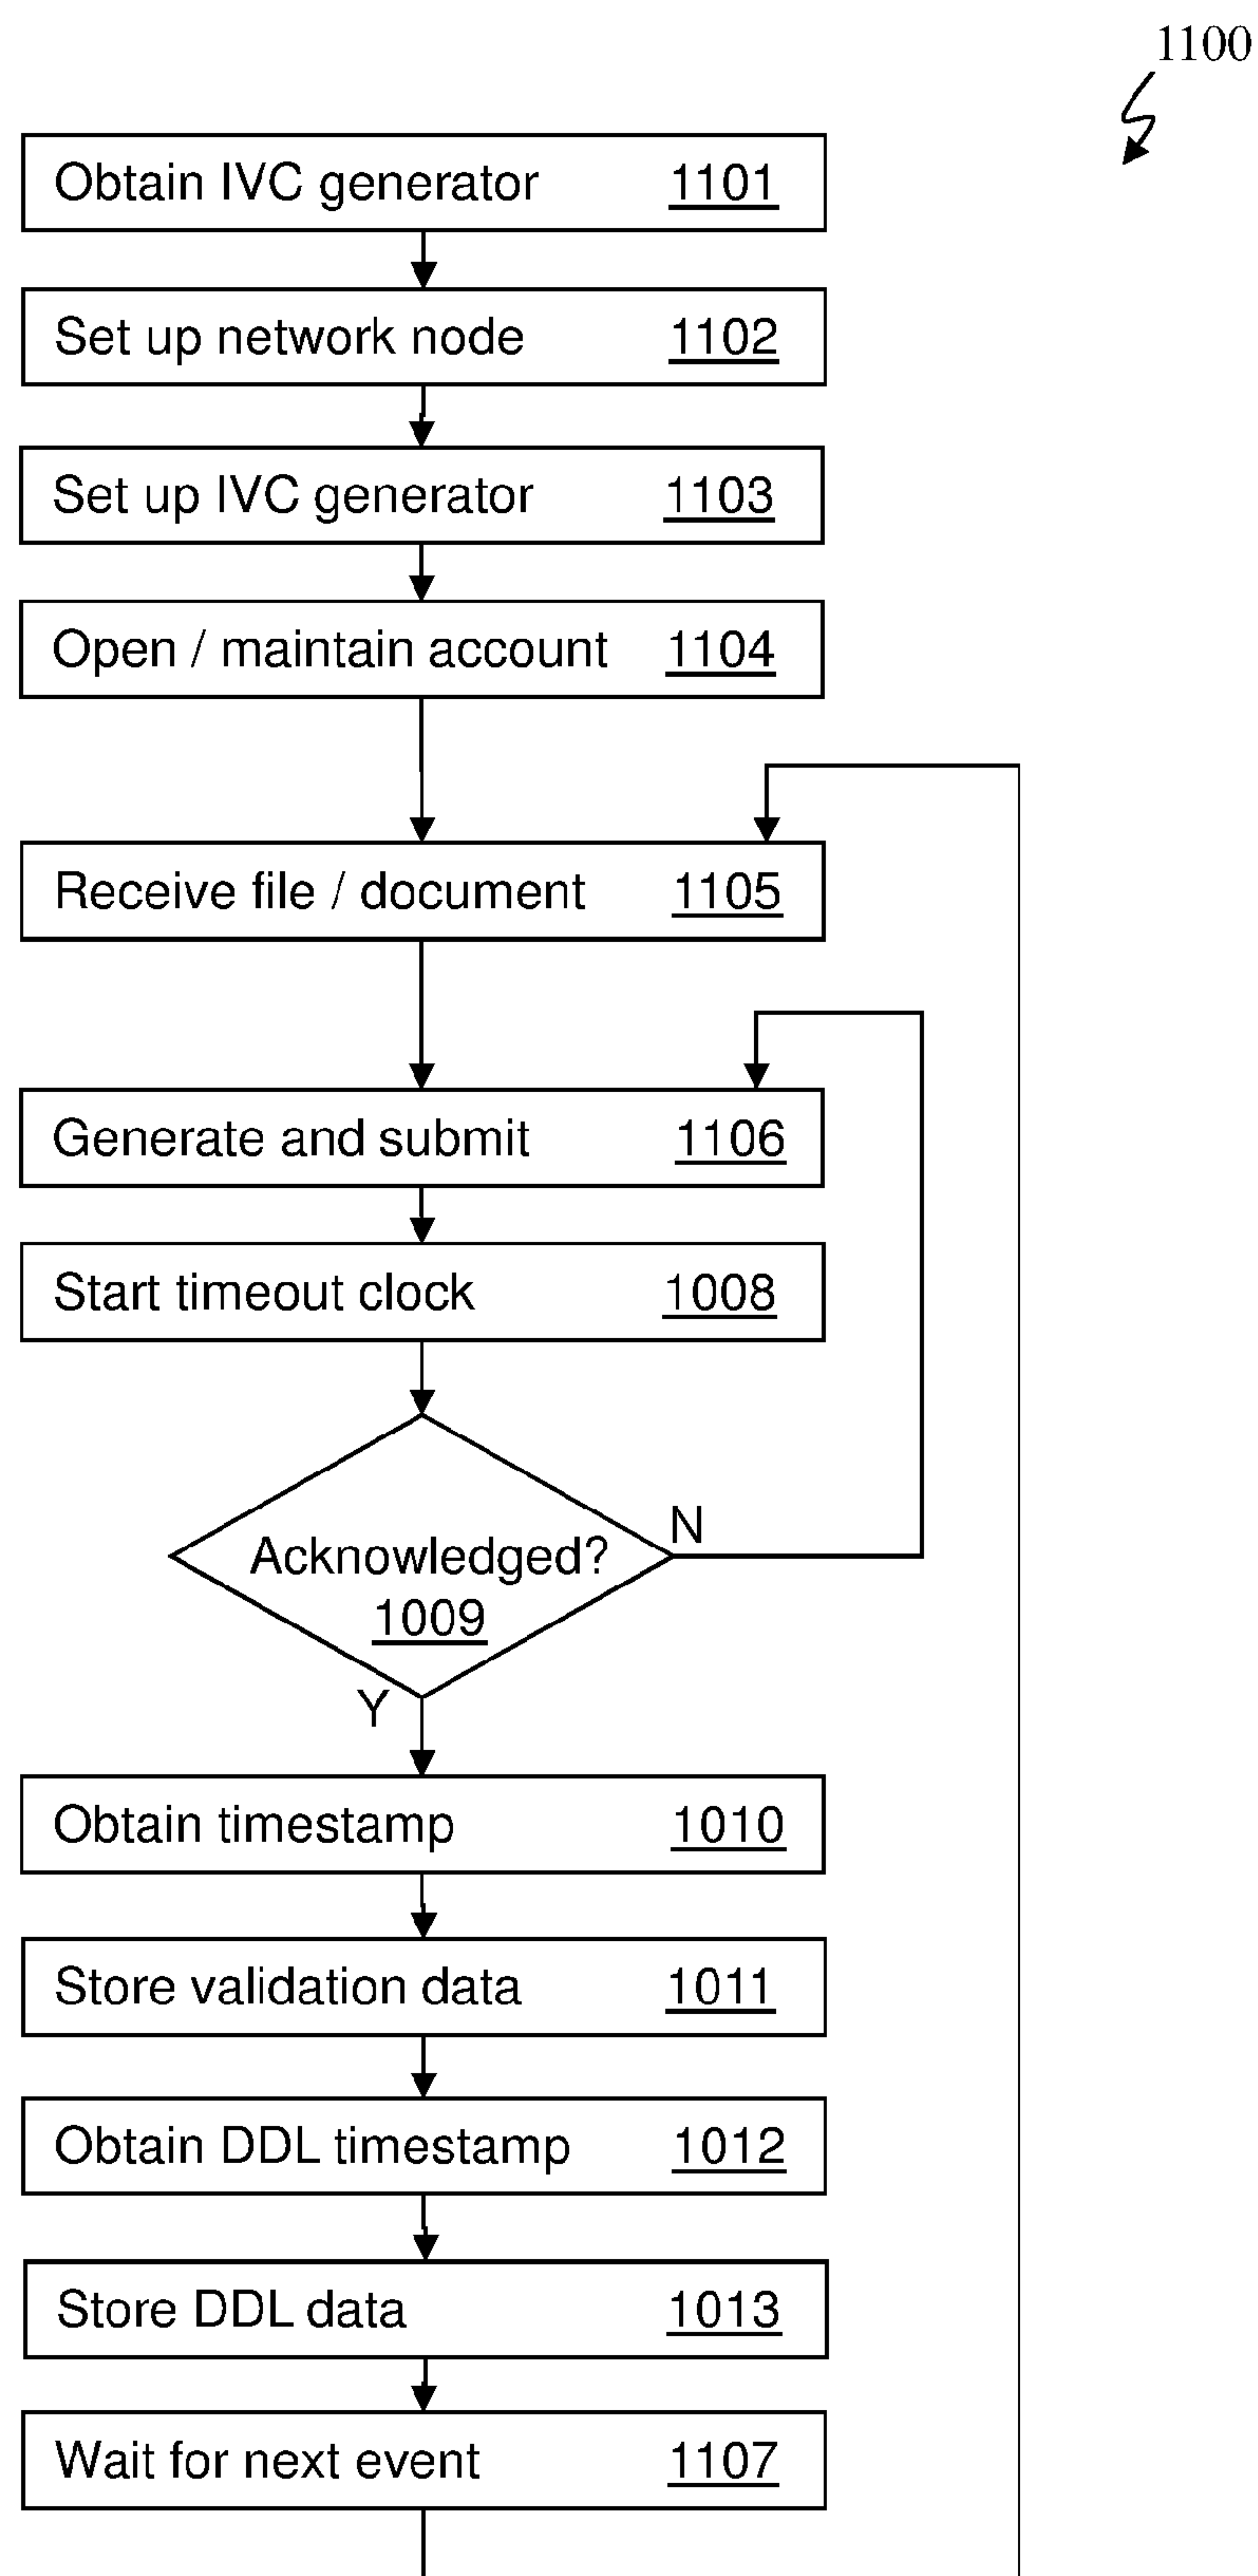 1100
Obtain IVC generator 1101
Set up network node 1102
Set up IVC generator 1103
Open / maintain account 1104
Receive file / document 1105
Generate and submit 1106
Start timeout clock 1008
N
Acknowledged?
1009
Y
Obtain timestamp 1010
Store validation data 1011
Obtain DDL timestamp 1012
Store DDL data 1013
Wait for next event 1107